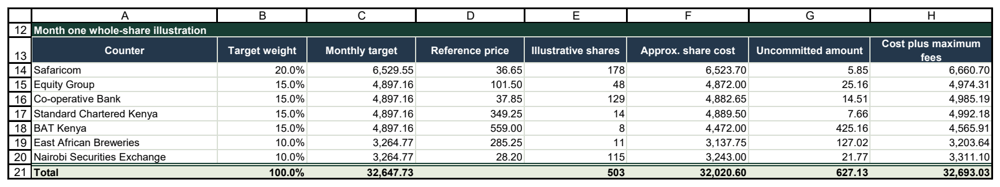 A B C D E F G H
12 Month one whole-share illustration
13 Counter Target weight Monthly target Reference price Illustrative shares Approx. share cost Uncommitted amount Cost plus maximum fees
14 Safaricom 20.0% 6,529.55 36.65 178 6,523.70 5.85 6,660.70
15 Equity Group 15.0% 4,897.16 101.50 48 4,872.00 25.16 4,974.31
16 Co-operative Bank 15.0% 4,897.16 37.85 129 4,882.65 14.51 4,985.19
17 Standard Chartered Kenya 15.0% 4,897.16 349.25 14 4,889.50 7.66 4,992.18
18 BAT Kenya 15.0% 4,897.16 559.00 8 4,472.00 425.16 4,565.91
19 East African Breweries 10.0% 3,264.77 285.25 11 3,137.75 127.02 3,203.64
20 Nairobi Securities Exchange 10.0% 3,264.77 28.20 115 3,243.00 21.77 3,311.10
21 Total 100.0% 32,647.73 503 32,020.60 627.13 32,693.03